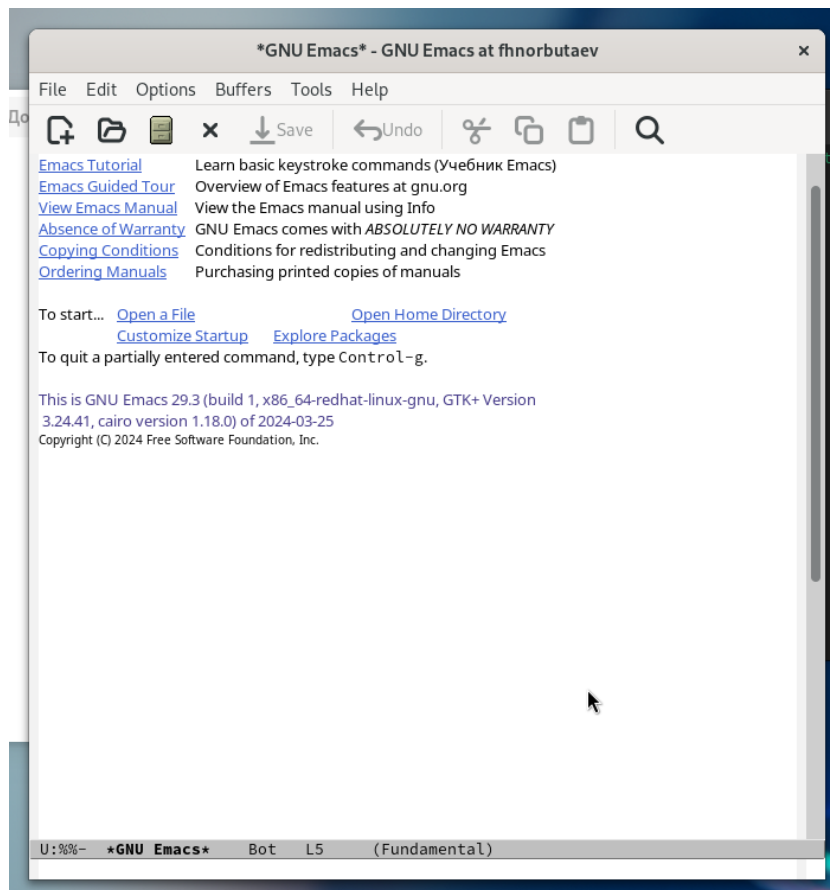 *GNU Emacs* - GNU Emacs at fhnorbutaev
File Edit Options Buffers Tools Help
До
Save Undo
Emacs Tutorial Learn basic keystroke commands (Учебник Emacs)
Emacs Guided Tour Overview of Emacs features at gnu.org
View Emacs Manual View the Emacs manual using Info
Absence of Warranty GNU Emacs comes with ABSOLUTELY NO WARRANTY
Copying Conditions Conditions for redistributing and changing Emacs
Ordering Manuals Purchasing printed copies of manuals
To start... Open a File Open Home Directory
Customize Startup Explore Packages
To quit a partially entered command, type Control-g.
This is GNU Emacs 29.3 (build 1, x86_64-redhat-linux-gnu, GTK+ Version
3.24.41, cairo version 1.18.0) of 2024-03-25
Copyright (C) 2024 Free Software Foundation, Inc.
U:%%- *GNU Emacs* Bot L5 (Fundamental)